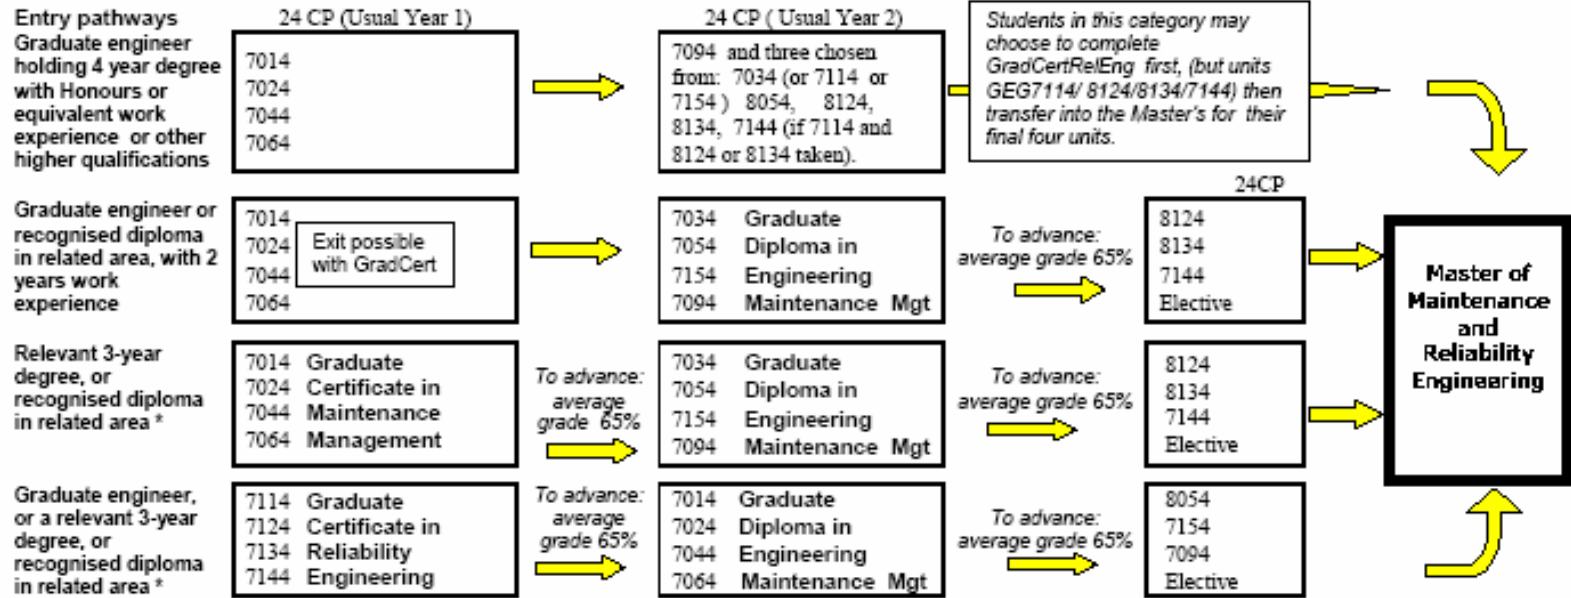 Entry pathways
Graduate engineer
holding 4 year degree
with Honours or
equivalent work
experience or other
higher qualifications
24 CP (Usual Year 1)
7014
7024
7044
7064
24 CP ( Usual Year 2)
7094 and three chosen
from: 7034 (or 7114 or
7154 ) 8054, 8124,
8134, 7144 (if 7114 and
8124 or 8134 taken).
Students in this category may
choose to complete
GradCertRelEng first, (but units
GEG7114/ 8124/8134/7144) then
transfer into the Master's for their
final four units.
Graduate engineer or
recognised diploma
in related area, with 2
years work
experience
7014
7024
7044
7064
Exit possible
with GradCert
7034 Graduate
7054 Diploma in
7154 Engineering
7094 Maintenance Mgt
To advance:
average grade 65%
24CP
8124
8134
7144
Elective
Relevant 3-year
degree, or
recognised diploma
in related area *
7014 Graduate
7024 Certificate in
7044 Maintenance
7064 Management
To advance:
average
grade 65%
7034 Graduate
7054 Diploma in
7154 Engineering
7094 Maintenance Mgt
To advance:
average grade 65%
8124
8134
7144
Elective
Graduate engineer,
or a relevant 3-year
degree, or
recognised diploma
in related area *
7114 Graduate
7124 Certificate in
7134 Reliability
7144 Engineering
To advance:
average
grade 65%
7014 Graduate
7024 Diploma in
7044 Engineering
7064 Maintenance Mgt
To advance:
average grade 65%
8054
7154
7094
Elective
Master of
Maintenance
and
Reliability
Engineering